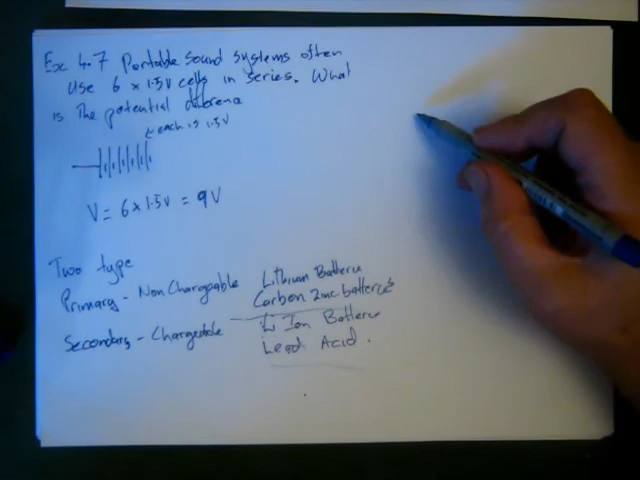 Ex 4.7 Portable sound systems often
Use 6 x 1.5V cells in series. What
is The potential difference
each is 1.5V
V = 6 x 1.5V = 9V
Two type
Primary - Non Chargeable
Lithium Batteru
Carbon Zinc batteries
Secondary - Chargeable
Li Ion Batteru
Lead Acid.